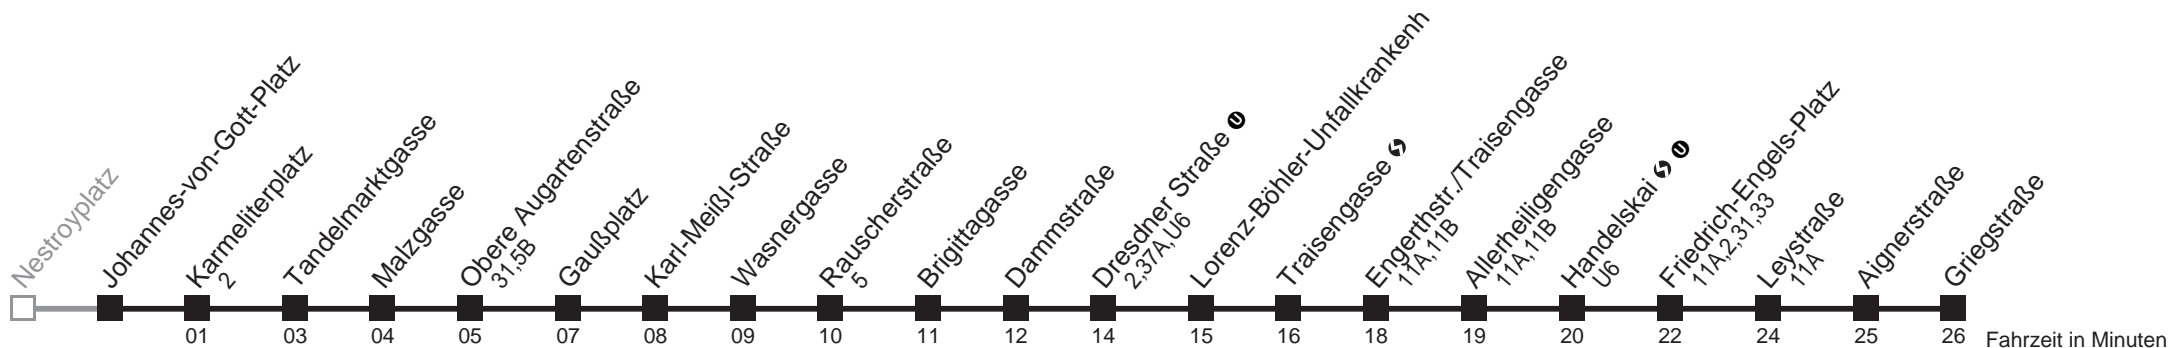 Nestroyplatz
Johannes-von-Gott-Platz
Karmeliterplatz
2
Tandelmarktgasse
Malzgasse
Obere Augartenstraße
31,5B
Gaußplatz
Karl-Meißl-Straße
Wasnergasse
Rauscherstraße
5
Brigittagasse
Dammstraße
Dresdner Straße U
2,37A,U6
Lorenz-Böhler-Unfallkrankenh
Traisengasse
Engerthstr./Traisengasse
11A,11B
Allerheiligengasse
11A,11B
Handelskai U
U6
Friedrich-Engels-Platz
11A,2,31,33
Leystraße
11A
Aignerstraße
Griegstraße
01 03 04 05 07 08 09 10 11 12 14 15 16 18 19 20 22 24 25 26 Fahrzeit in Minuten